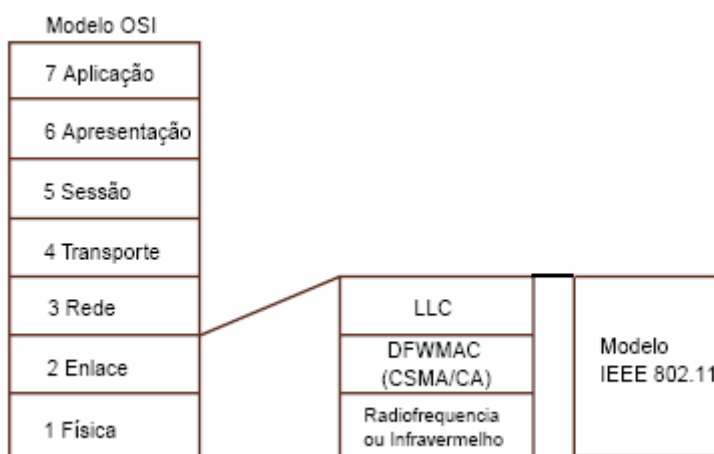 Modelo OSI
7 Aplicação
6 Apresentação
5 Sessão
4 Transporte
3 Rede
2 Enlace
1 Física
LLC
DFWMAC
(CSMA/CA)
Radiofrequencia
ou Infravermelho
Modelo
IEEE 802.11